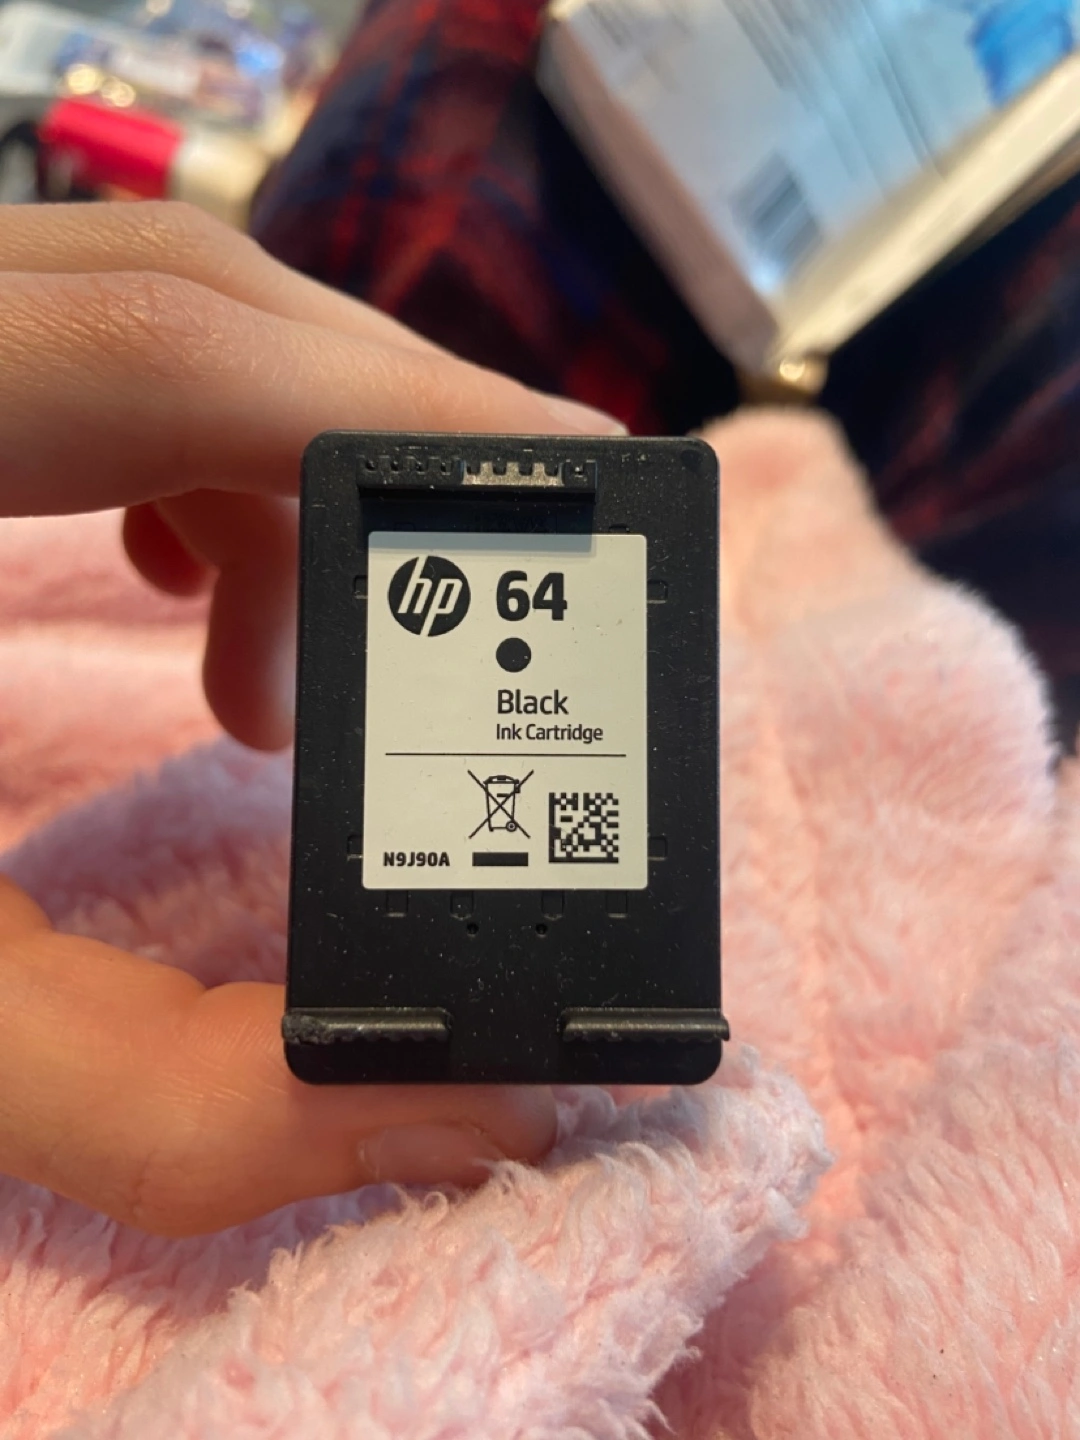 hp 64
Black
Ink Cartridge
N9J90A